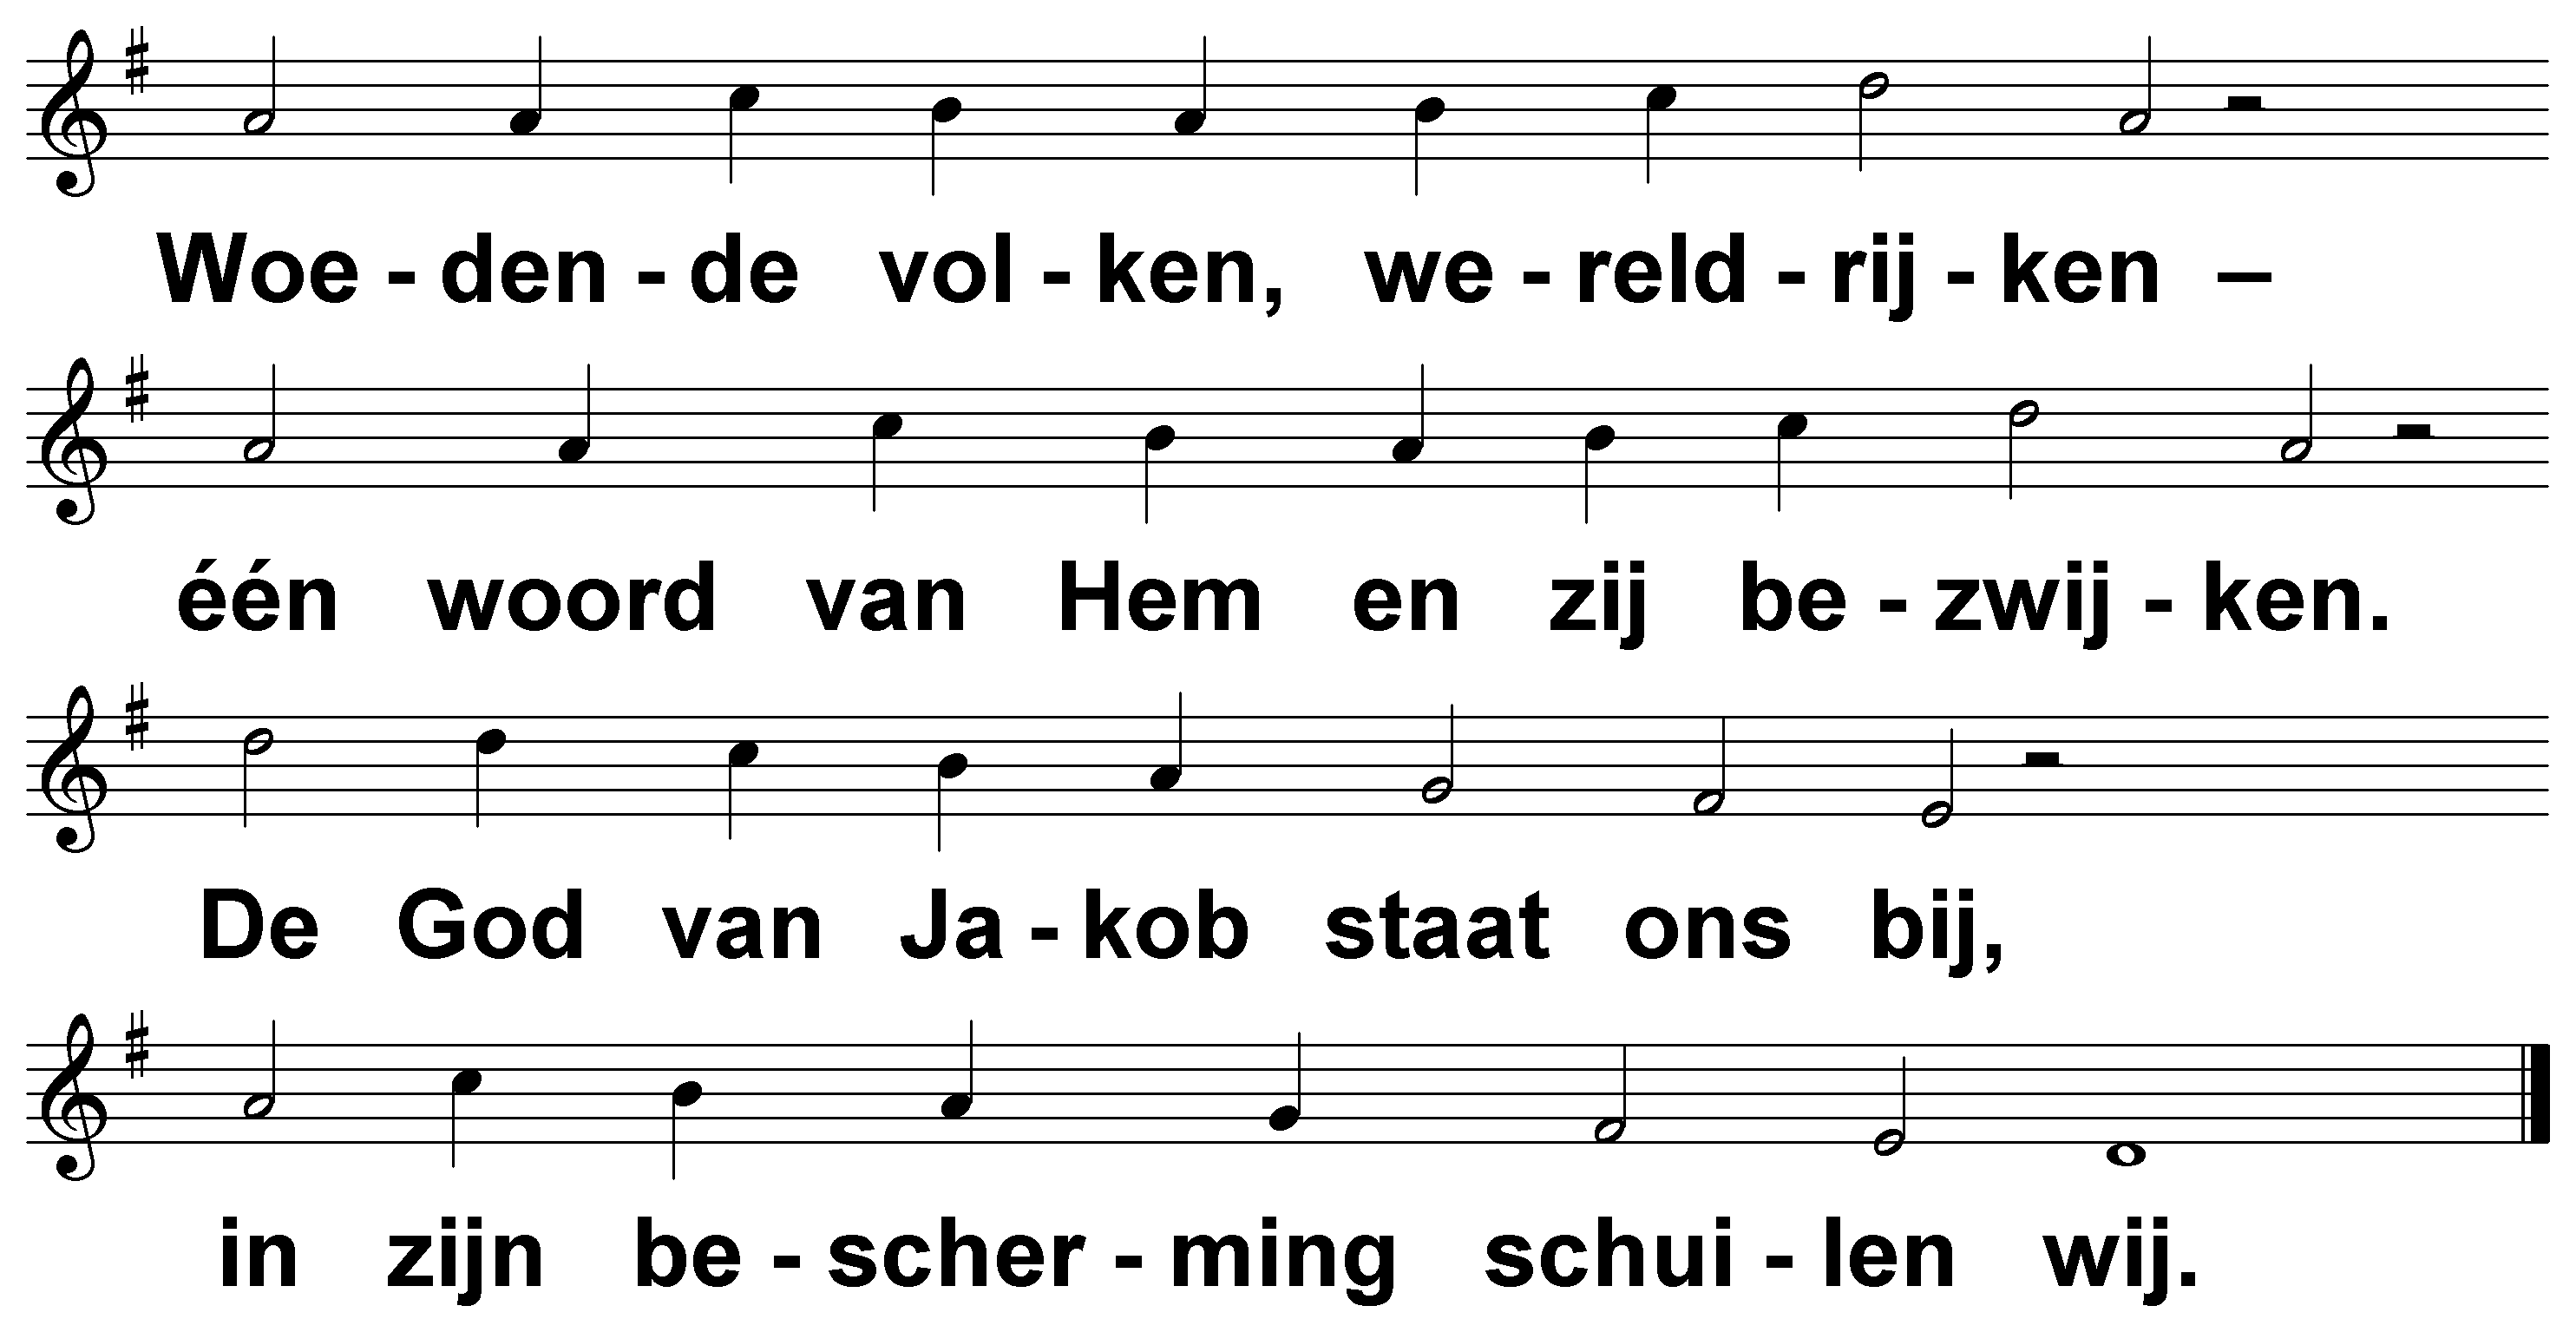 Woe - den - de vol - ken, we - reld - rij - ken –
één woord van Hem en zij be - zwij - ken.
De God van Ja - kob staat ons bij,
in zijn be - scher - ming schui - len wij.